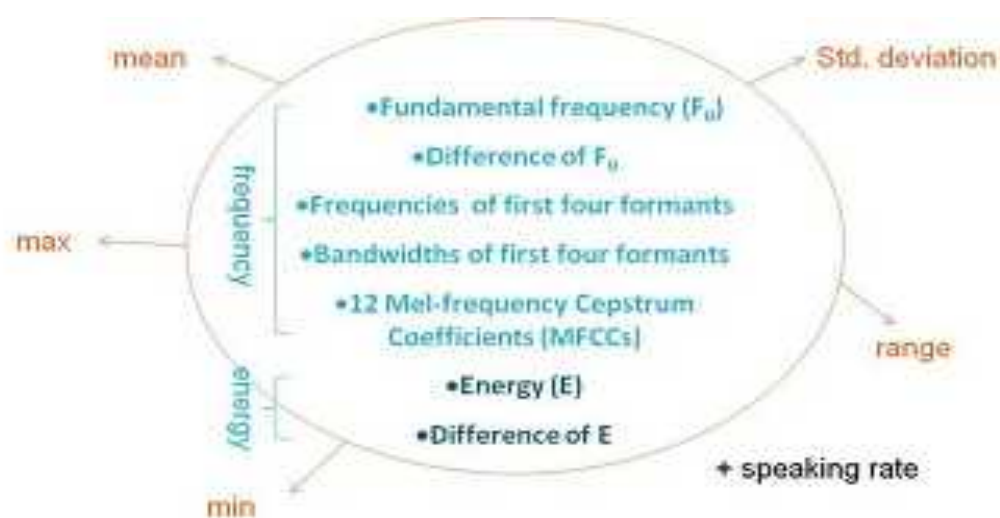 mean
Std. deviation
•Fundamental frequency (F₀)
•Difference of F₀
•Frequencies of first four formants
•Bandwidths of first four formants
•12 Mel-frequency Cepstrum
Coefficients (MFCCs)
frequency
max
range
•Energy (E)
•Difference of E
energy
+ speaking rate
min